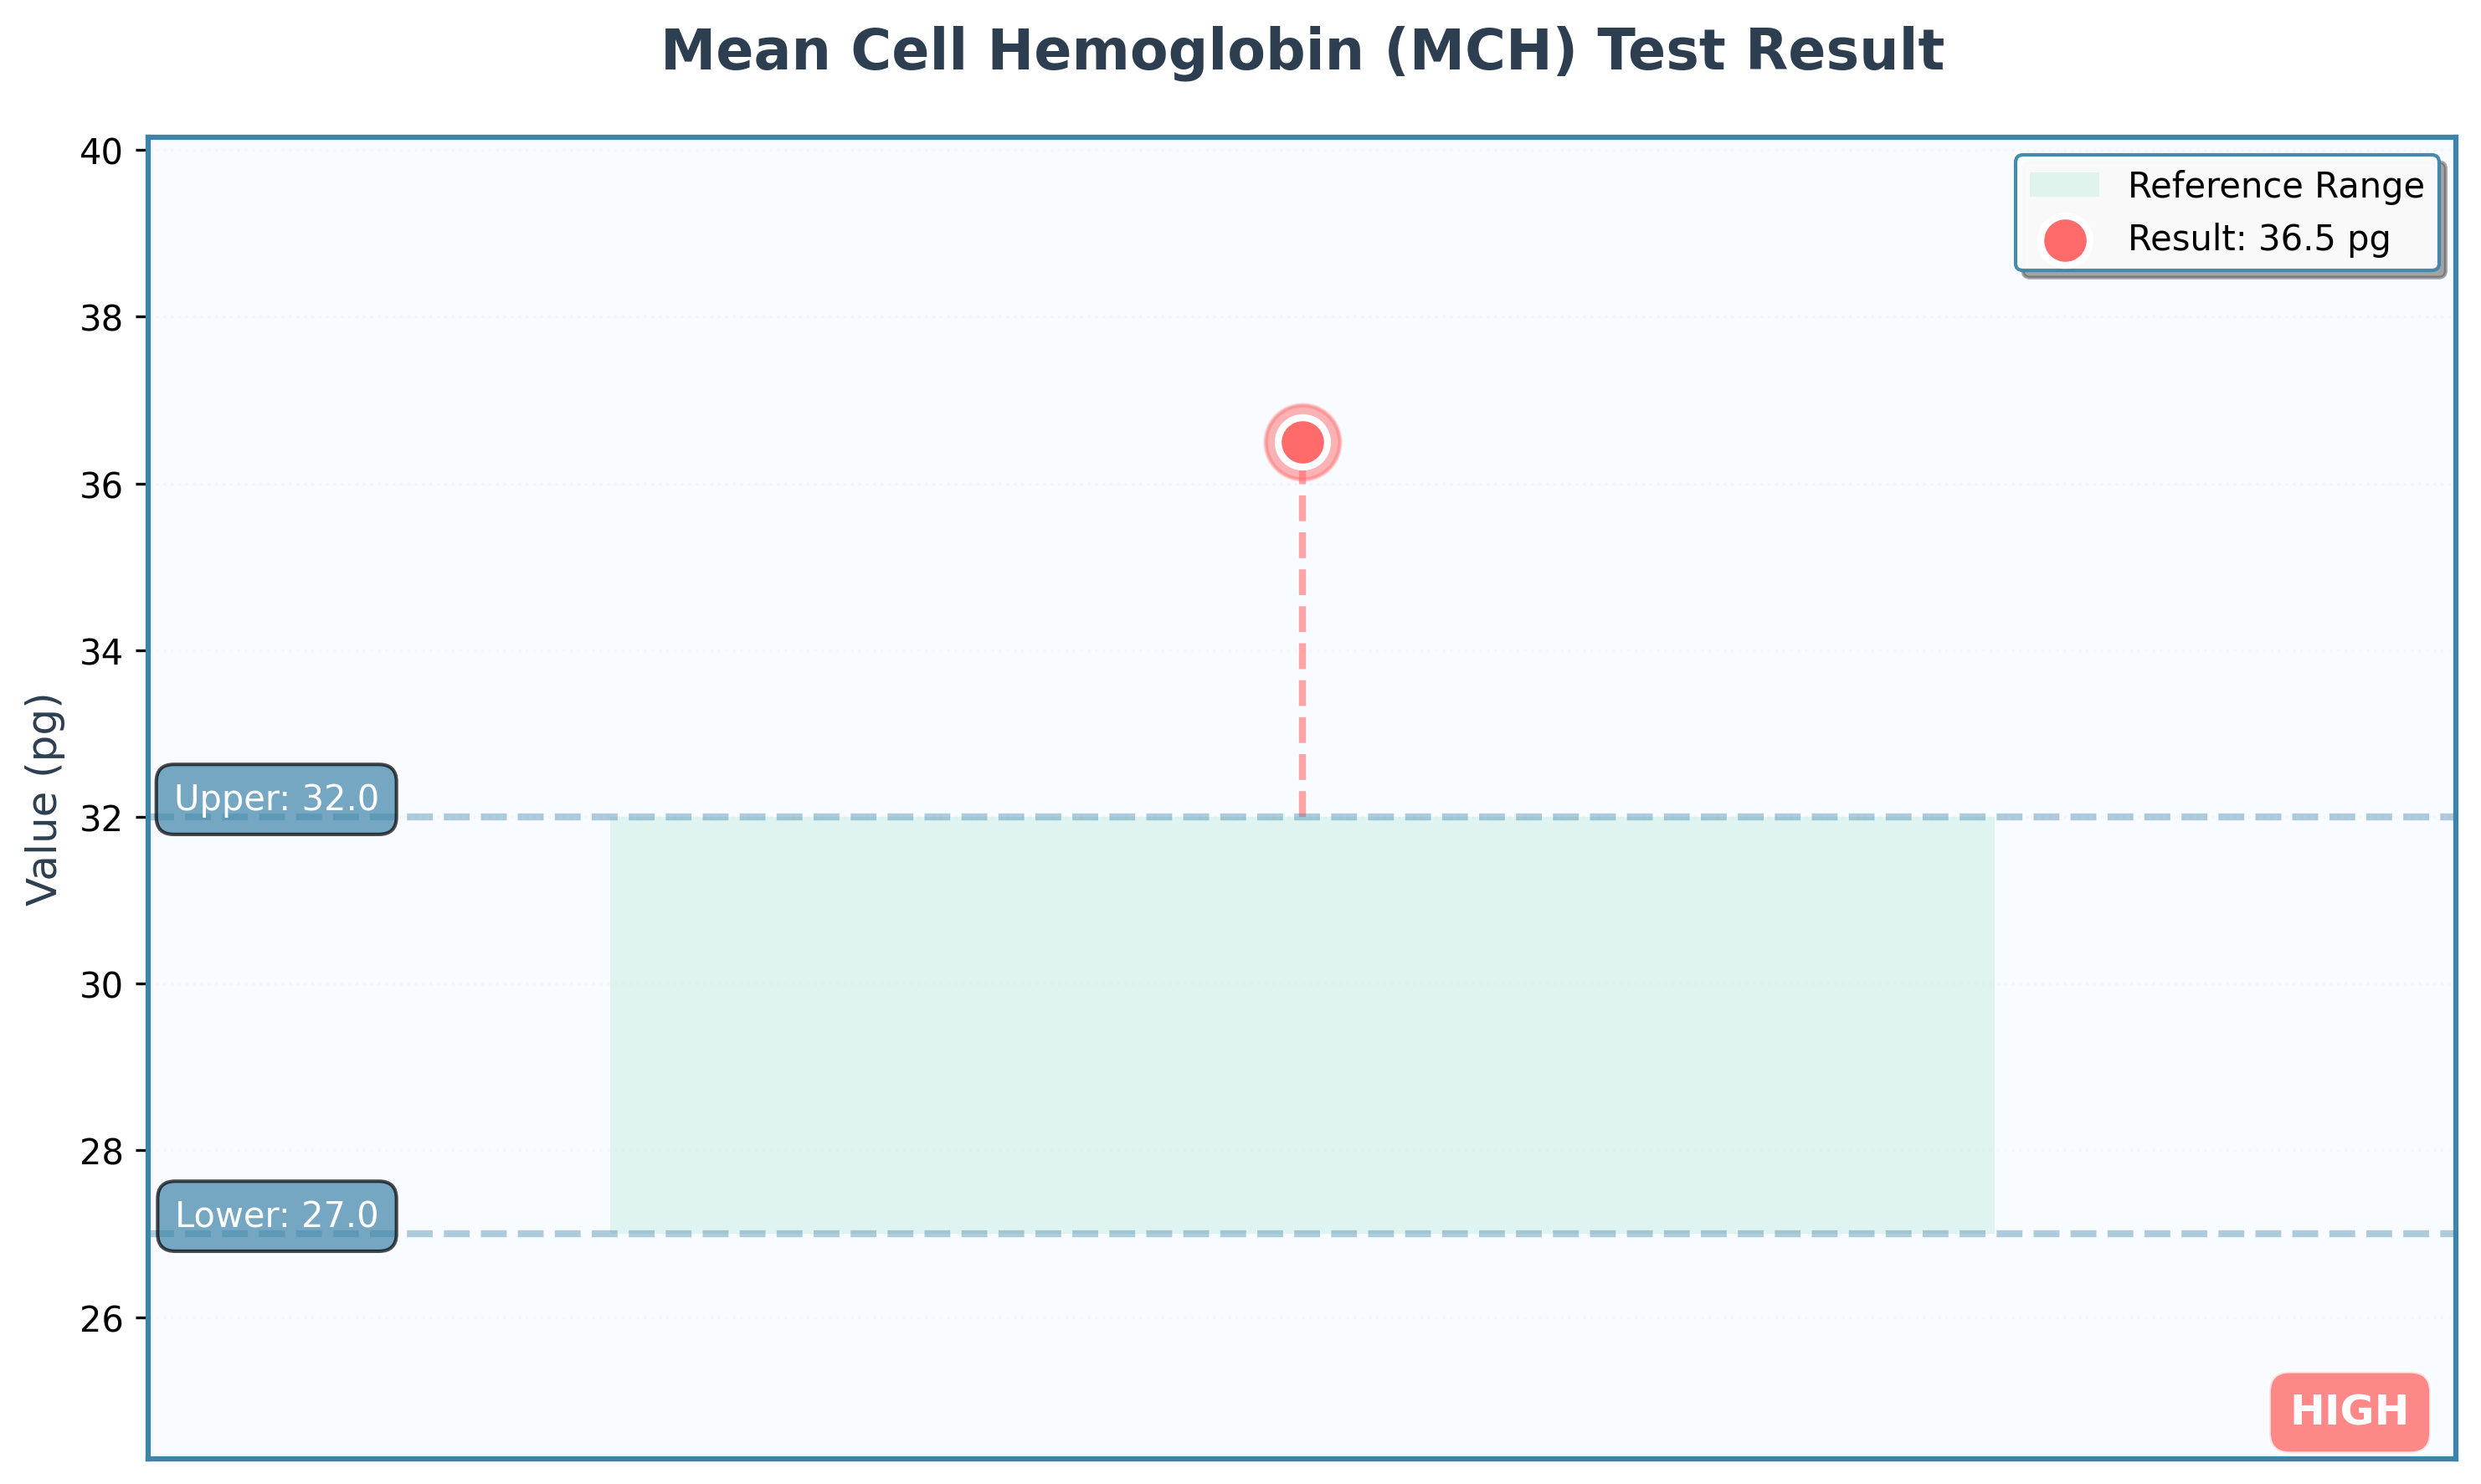 Mean Cell Hemoglobin (MCH) Test Result
40
38
36
34
32
30
28
26
Value (pg)
Reference Range
Result: 36.5 pg
Upper: 32.0
Lower: 27.0
HIGH